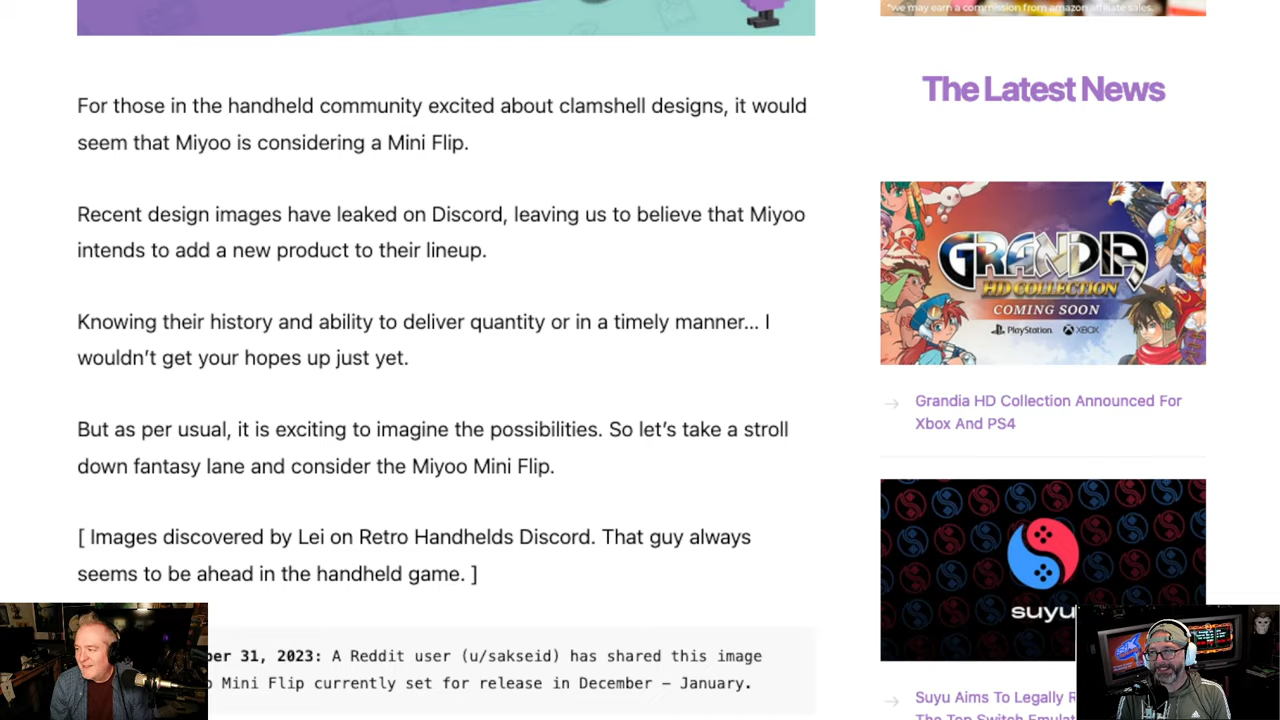 *we may earn a commission from amazon affiliate sales.
The Latest News
For those in the handheld community excited about clamshell designs, it would
seem that Miyoo is considering a Mini Flip.
Recent design images have leaked on Discord, leaving us to believe that Miyoo
intends to add a new product to their lineup.
Knowing their history and ability to deliver quantity or in a timely manner... I
wouldn't get your hopes up just yet.
But as per usual, it is exciting to imagine the possibilities. So let's take a stroll
down fantasy lane and consider the Miyoo Mini Flip.
[ Images discovered by Lei on Retro Handhelds Discord. That guy always
seems to be ahead in the handheld game. ]
ber 31, 2023: A Reddit user (u/sakseid) has shared this image
Mini Flip currently set for release in December – January.
GRANDIA
HD COLLECTION
COMING SOON
PlayStation XBOX
→ Grandia HD Collection Announced For
Xbox And PS4
suyu
→ Suyu Aims To Legally
The Top Switch